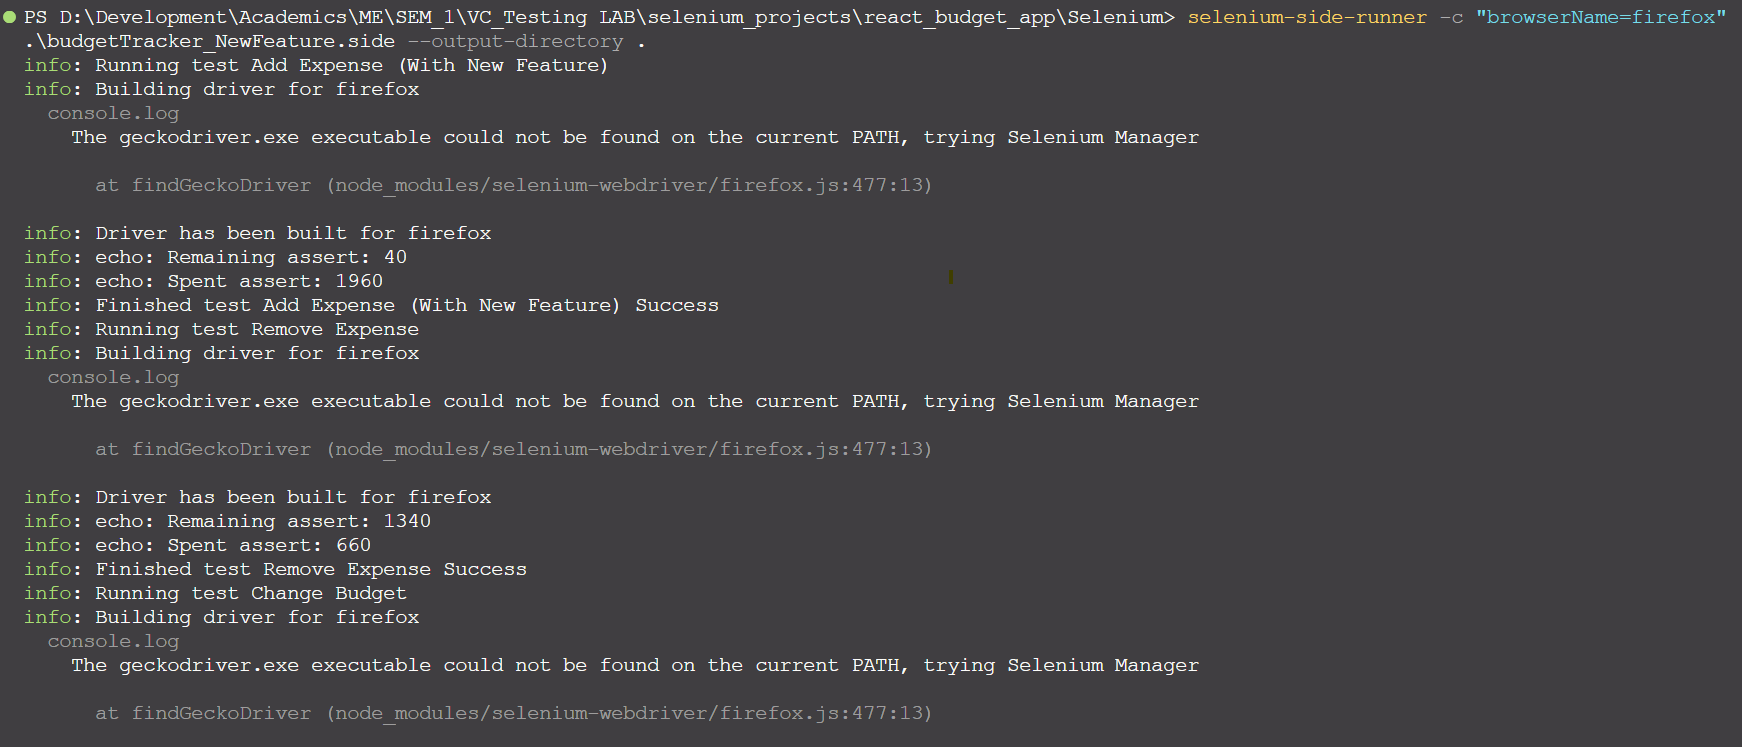 PS D:\Development\Academics\ME\SEM_1\VC_Testing LAB\selenium_projects\react_budget_app\Selenium> selenium-side-runner -c "browserName=firefox"
.\budgetTracker_NewFeature.side --output-directory .
info: Running test Add Expense (With New Feature)
info: Building driver for firefox
console.log
The geckodriver.exe executable could not be found on the current PATH, trying Selenium Manager
at findGeckoDriver (node_modules/selenium-webdriver/firefox.js:477:13)
info: Driver has been built for firefox
info: echo: Remaining assert: 40
info: echo: Spent assert: 1960
info: Finished test Add Expense (With New Feature) Success
info: Running test Remove Expense
info: Building driver for firefox
console.log
The geckodriver.exe executable could not be found on the current PATH, trying Selenium Manager
at findGeckoDriver (node_modules/selenium-webdriver/firefox.js:477:13)
info: Driver has been built for firefox
info: echo: Remaining assert: 1340
info: echo: Spent assert: 660
info: Finished test Remove Expense Success
info: Running test Change Budget
info: Building driver for firefox
console.log
The geckodriver.exe executable could not be found on the current PATH, trying Selenium Manager
at findGeckoDriver (node_modules/selenium-webdriver/firefox.js:477:13)